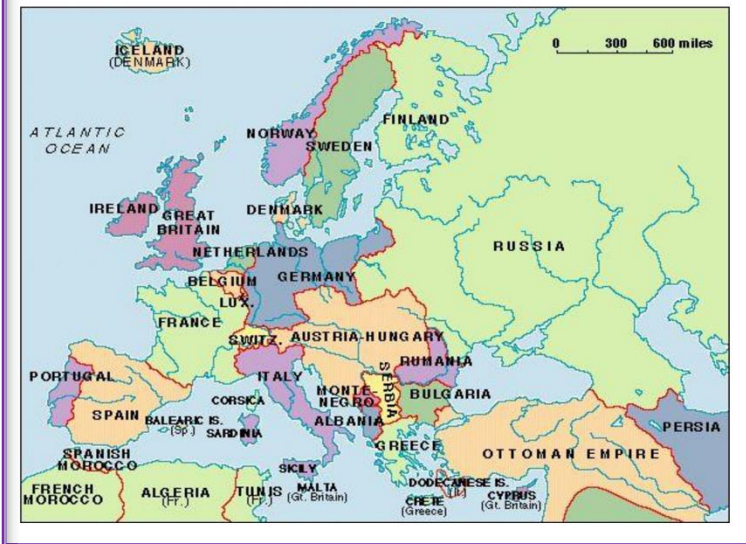 ICELAND
(DENMARK)
0 300 600 miles
ATLANTIC
OCEAN
NORWAY
SWEDEN
FINLAND
IRELAND
GREAT
BRITAIN
DENMARK
NETHERLANDS
RUSSIA
BELGIUM
GERMANY
LUX.
FRANCE
SWITZ.
AUSTRIA-HUNGARY
RUMANIA
PORTUGAL
SPAIN
ITALY
CORSICA
MONTE-
NEGRO
SERBIA
BULGARIA
BALEARIC IS.
(Sp.)
SARDINIA
ALBANIA
PERSIA
GREECE
OTTOMAN EMPIRE
SPANISH
MOROCCO
SICILY
FRENCH
MOROCCO
ALGERIA
(Fr.)
TUNIS
(Fr.)
MALTA
(Gt. Britain)
DODECANESE IS.
(It.)
CRETE
(Greece)
CYPRUS
(Gt. Britain)